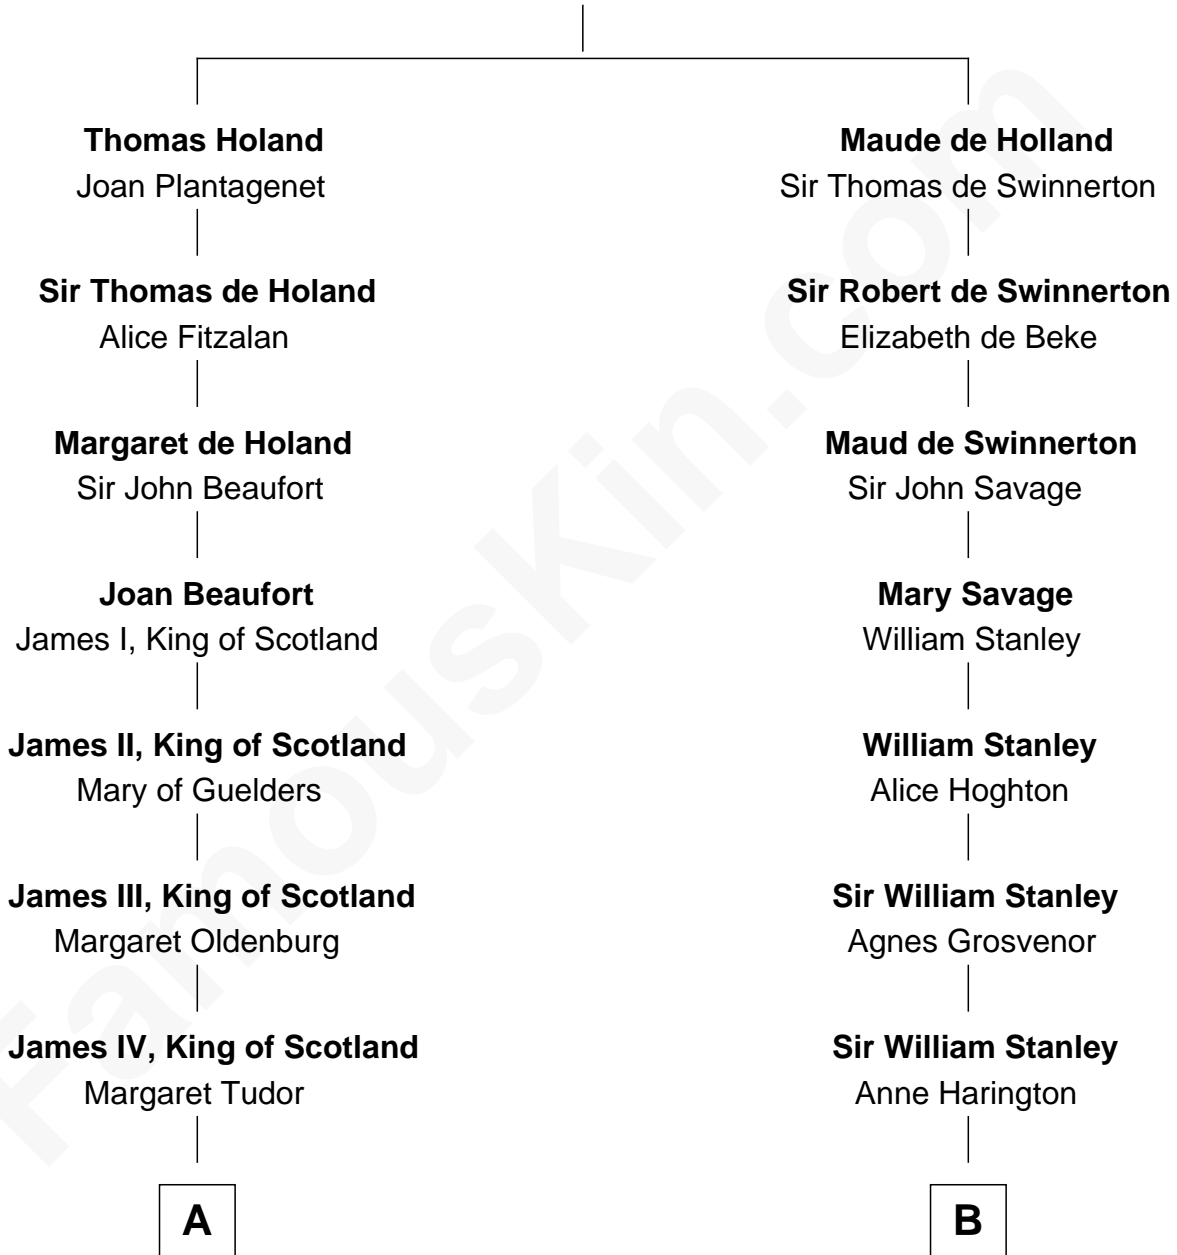 Thomas Holand
Joan Plantagenet
Maude de Holland
Sir Thomas de Swinnerton
Sir Thomas de Holand
Alice Fitzalan
Sir Robert de Swinnerton
Elizabeth de Beke
Margaret de Holand
Sir John Beaufort
Maud de Swinnerton
Sir John Savage
Joan Beaufort
James I, King of Scotland
Mary Savage
William Stanley
James II, King of Scotland
Mary of Guelders
William Stanley
Alice Hoghton
James III, King of Scotland
Margaret Oldenburg
Sir William Stanley
Agnes Grosvenor
James IV, King of Scotland
Margaret Tudor
Sir William Stanley
Anne Harington
A
B
FamousKin.com